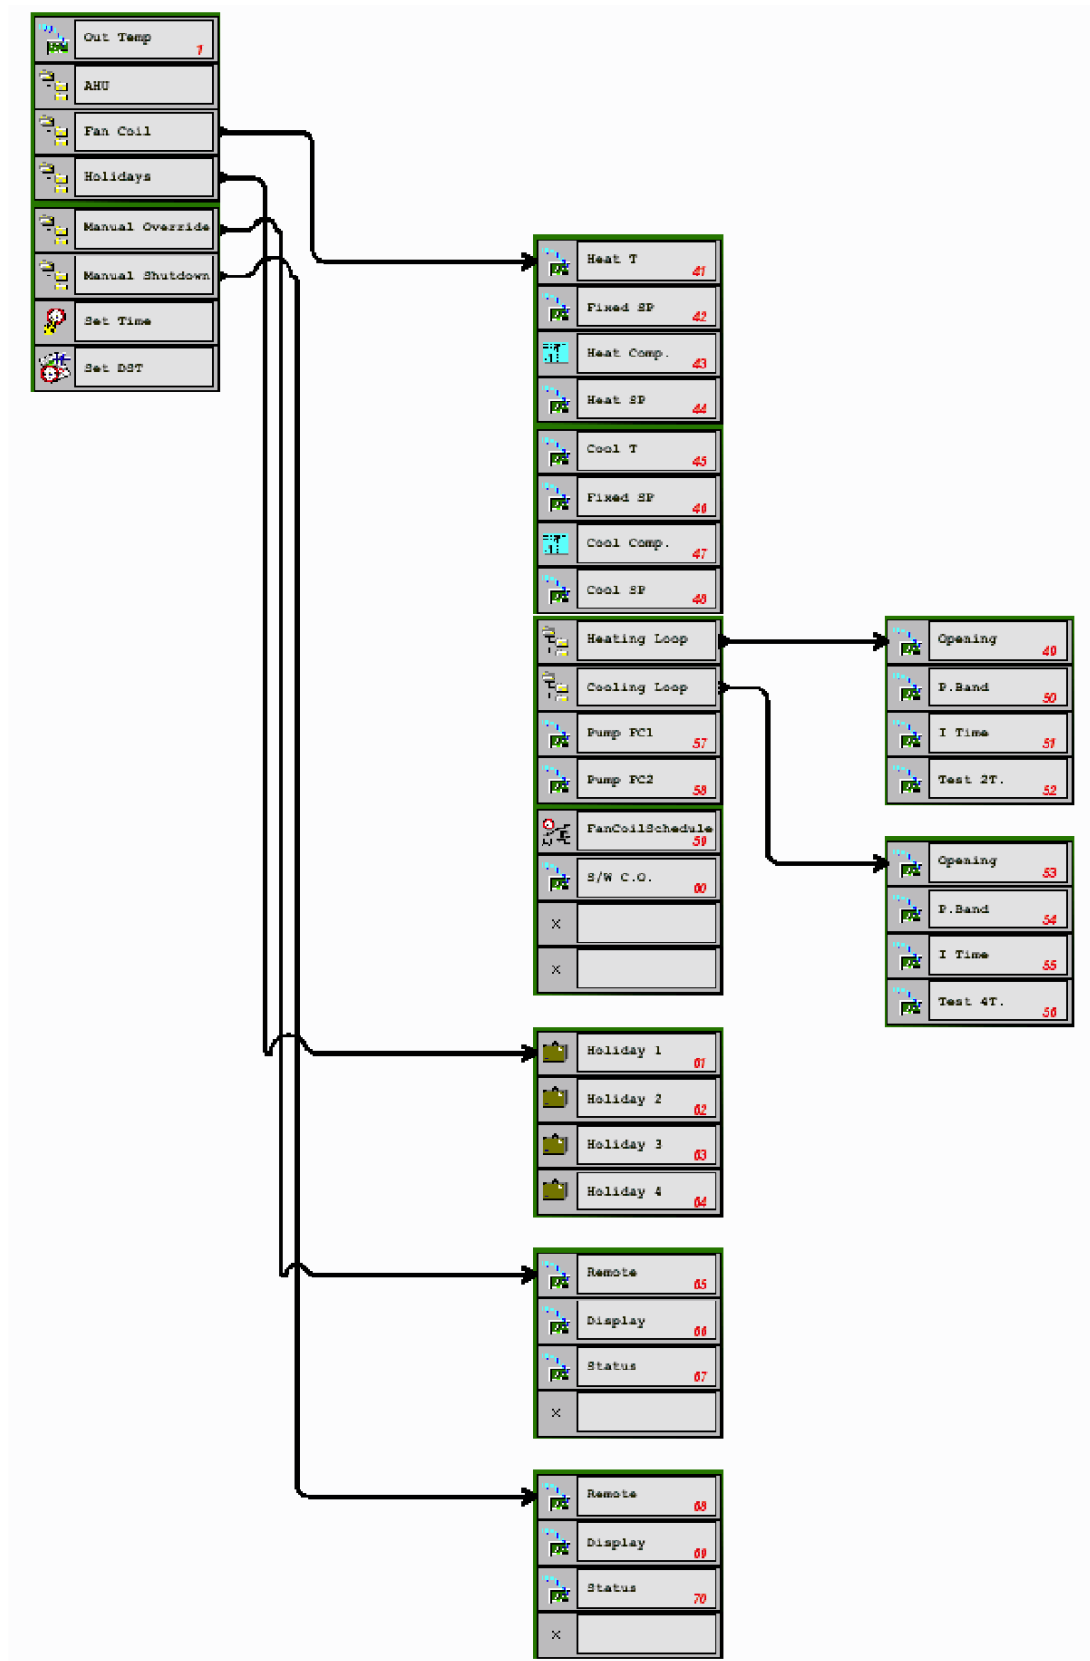 Out Temp
1
AHU
Fan Coil
Holidays
Manual Override
Manual Shutdown
Set Time
Set DST
Heat T
41
Fixed SP
42
Heat Comp.
43
Heat SP
44
Cool T
45
Fixed SP
46
Cool Comp.
47
Cool SP
48
Heating Loop
Cooling Loop
Pump FC1
57
Pump FC2
58
FanCoilSchedule
59
S/W C.O.
60
x
x
Opening
49
P.Band
50
I Time
51
Test 2T.
52
Opening
53
P.Band
54
I Time
55
Test 4T.
56
Holiday 1
61
Holiday 2
62
Holiday 3
63
Holiday 4
64
Remote
65
Display
66
Status
67
x
Remote
68
Display
69
Status
70
x